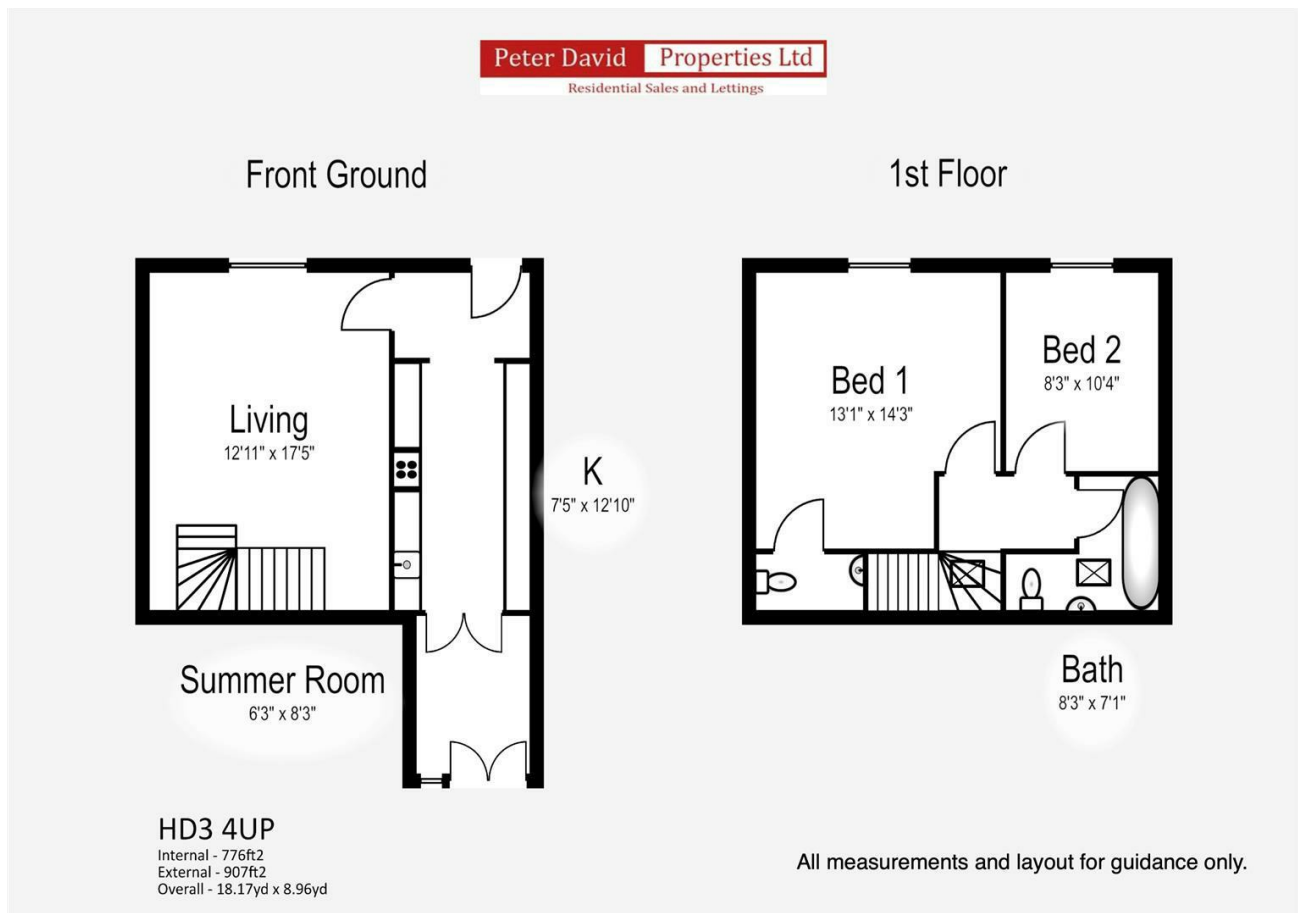 Peter David Properties Ltd
Residential Sales and Lettings
Front Ground
1st Floor
Living
12'11" x 17'5"
K
7'5" x 12'10"
Summer Room
6'3" x 8'3"
Bed 1
13'1" x 14'3"
Bed 2
8'3" x 10'4"
Bath
8'3" x 7'1"
HD3 4UP
Internal - 776ft2
External - 907ft2
Overall - 18.17yd x 8.96yd
All measurements and layout for guidance only.